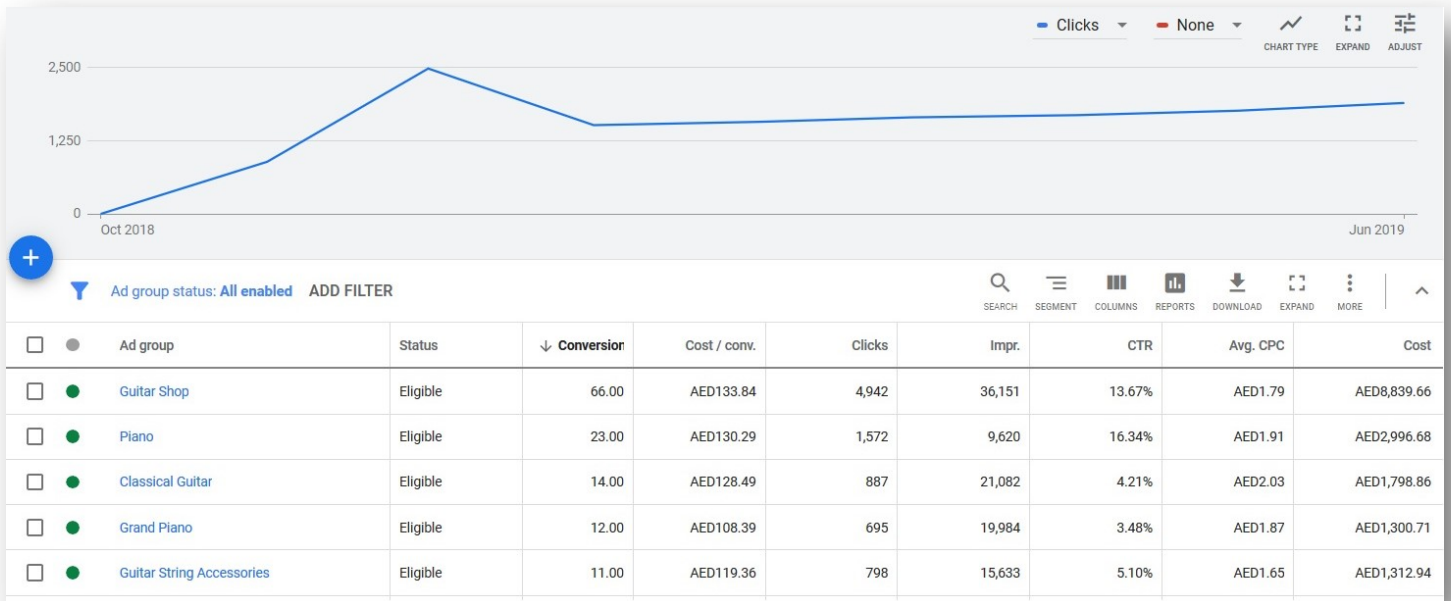 Clicks None
CHART TYPE EXPAND ADJUST
2,500
1,250
0
Oct 2018 Jun 2019
+
Ad group status: All enabled ADD FILTER
SEARCH SEGMENT COLUMNS REPORTS DOWNLOAD EXPAND MORE
Ad group Status ↓ Conversion Cost / conv. Clicks Impr. CTR Avg. CPC Cost
Guitar Shop Eligible 66.00 AED133.84 4,942 36,151 13.67% AED1.79 AED8,839.66
Piano Eligible 23.00 AED130.29 1,572 9,620 16.34% AED1.91 AED2,996.68
Classical Guitar Eligible 14.00 AED128.49 887 21,082 4.21% AED2.03 AED1,798.86
Grand Piano Eligible 12.00 AED108.39 695 19,984 3.48% AED1.87 AED1,300.71
Guitar String Accessories Eligible 11.00 AED119.36 798 15,633 5.10% AED1.65 AED1,312.94